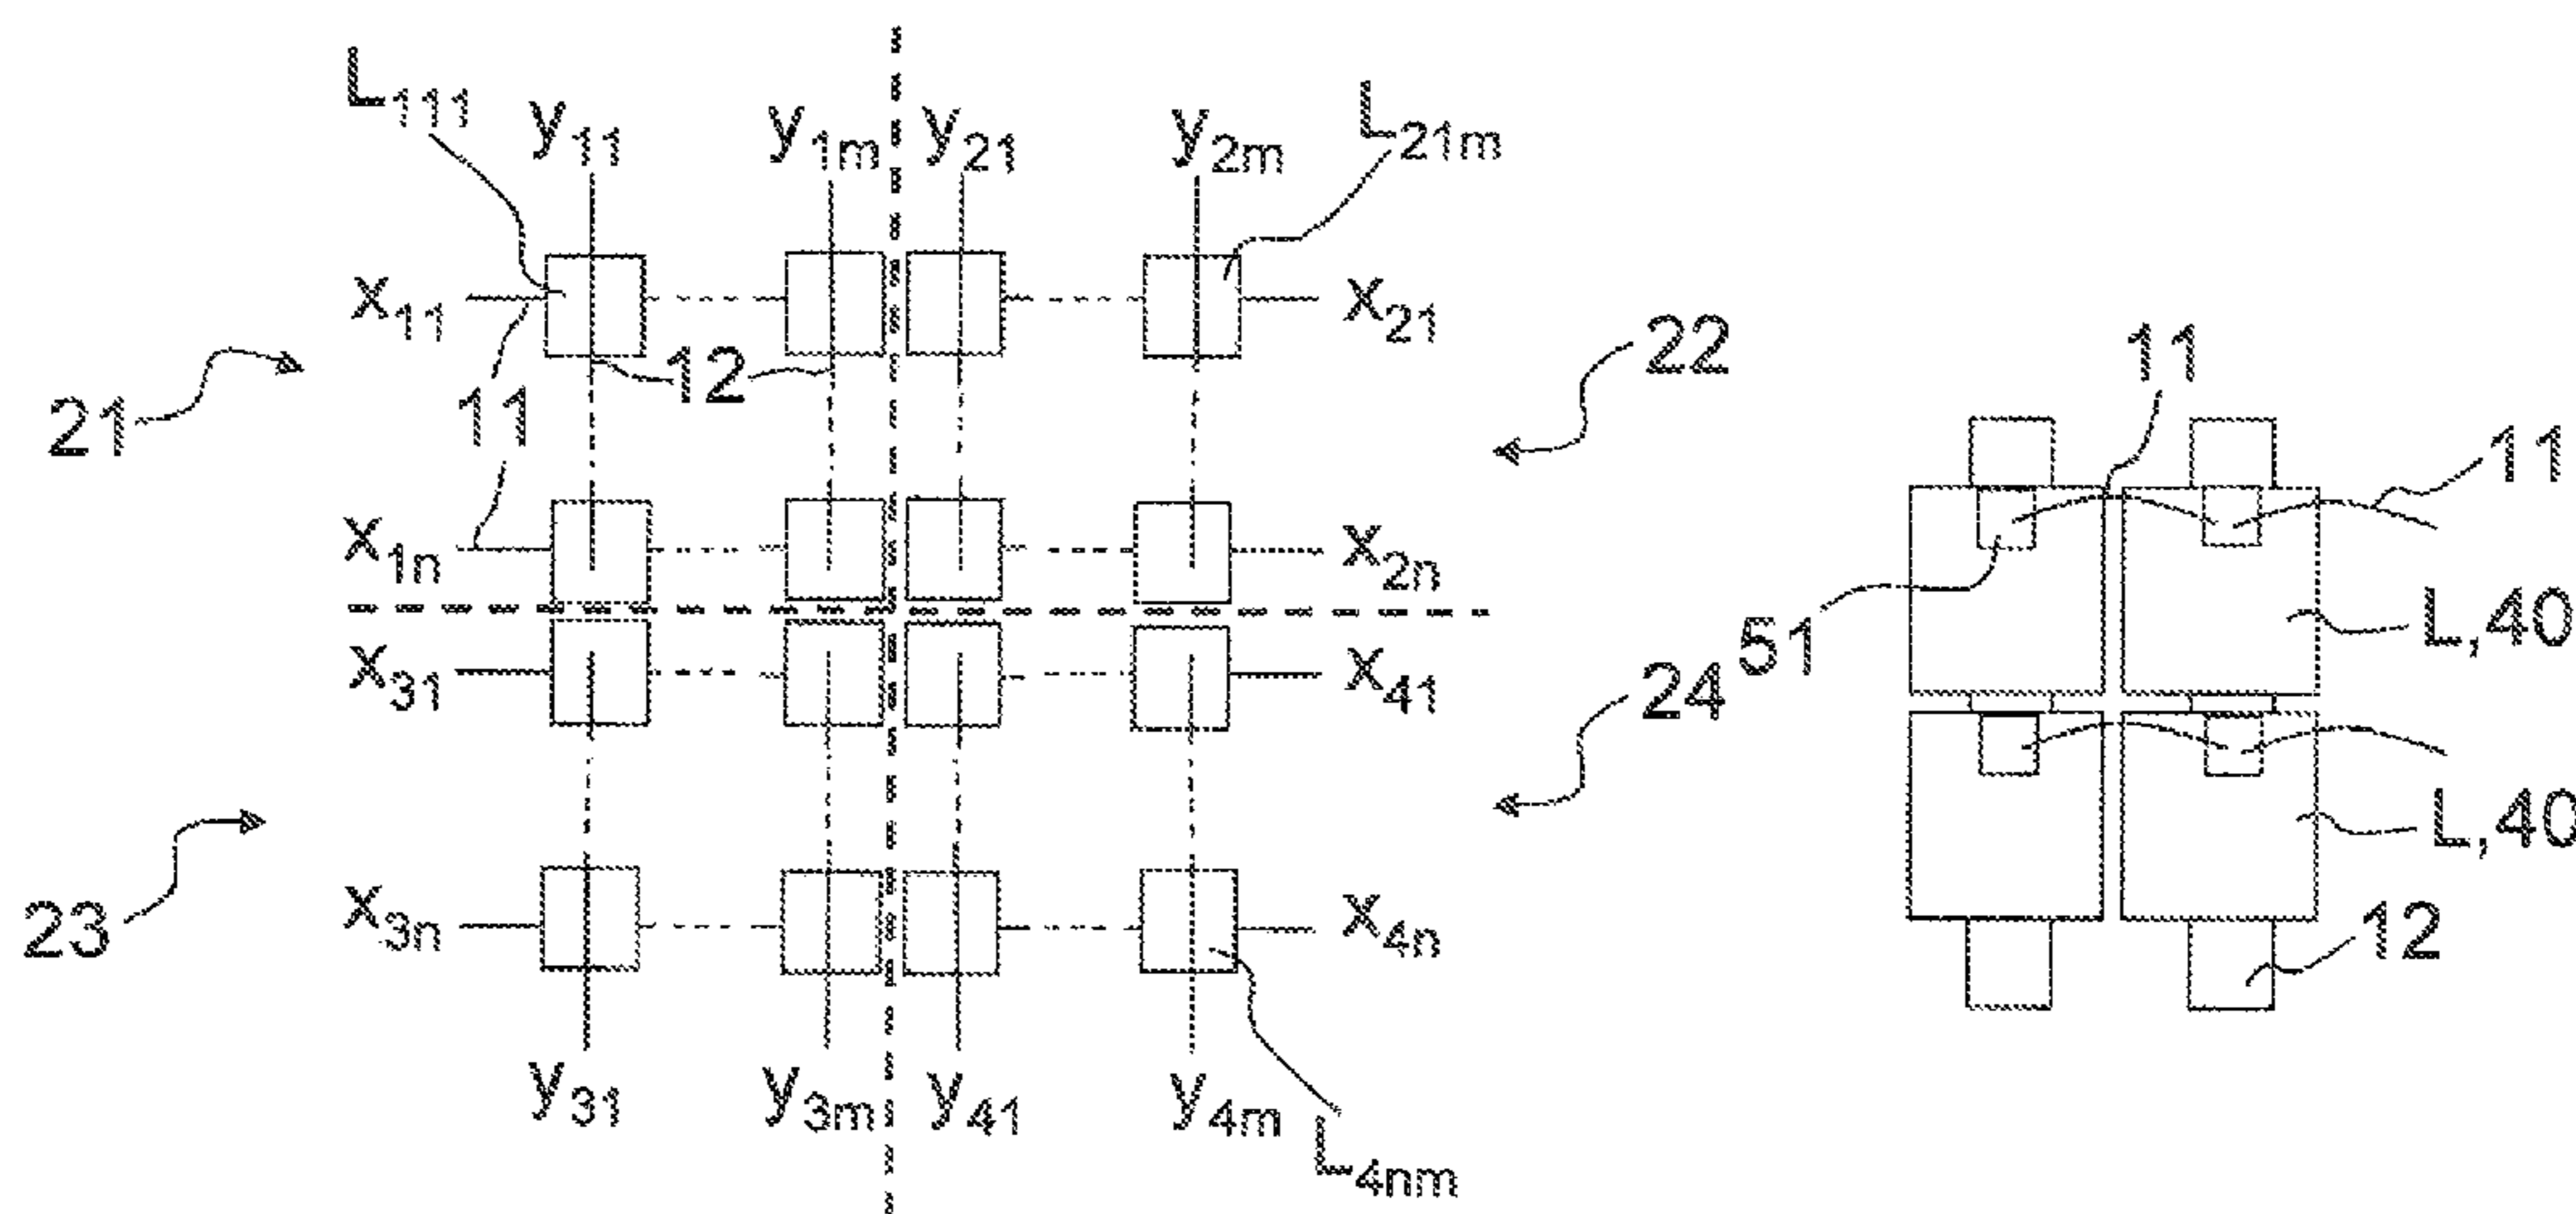 L111 y11 y1m y21 y2m L21m
x11 x21
12
21 11 22
x1n x2n
x31 x41
23 24
x3n x4n
y31 y3m y41 y4m
L4nm
11
11
51
L,40
L,40
12